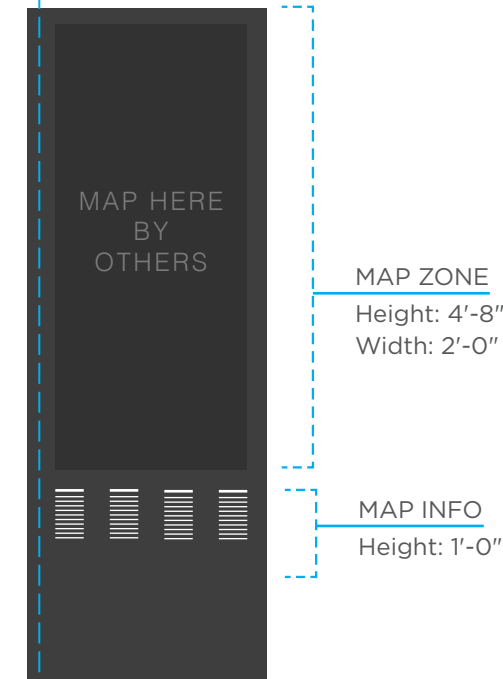 MAP HERE
BY
OTHERS
MAP ZONE
Height: 4'-8"
Width: 2'-0"
MAP INFO
Height: 1'-0"